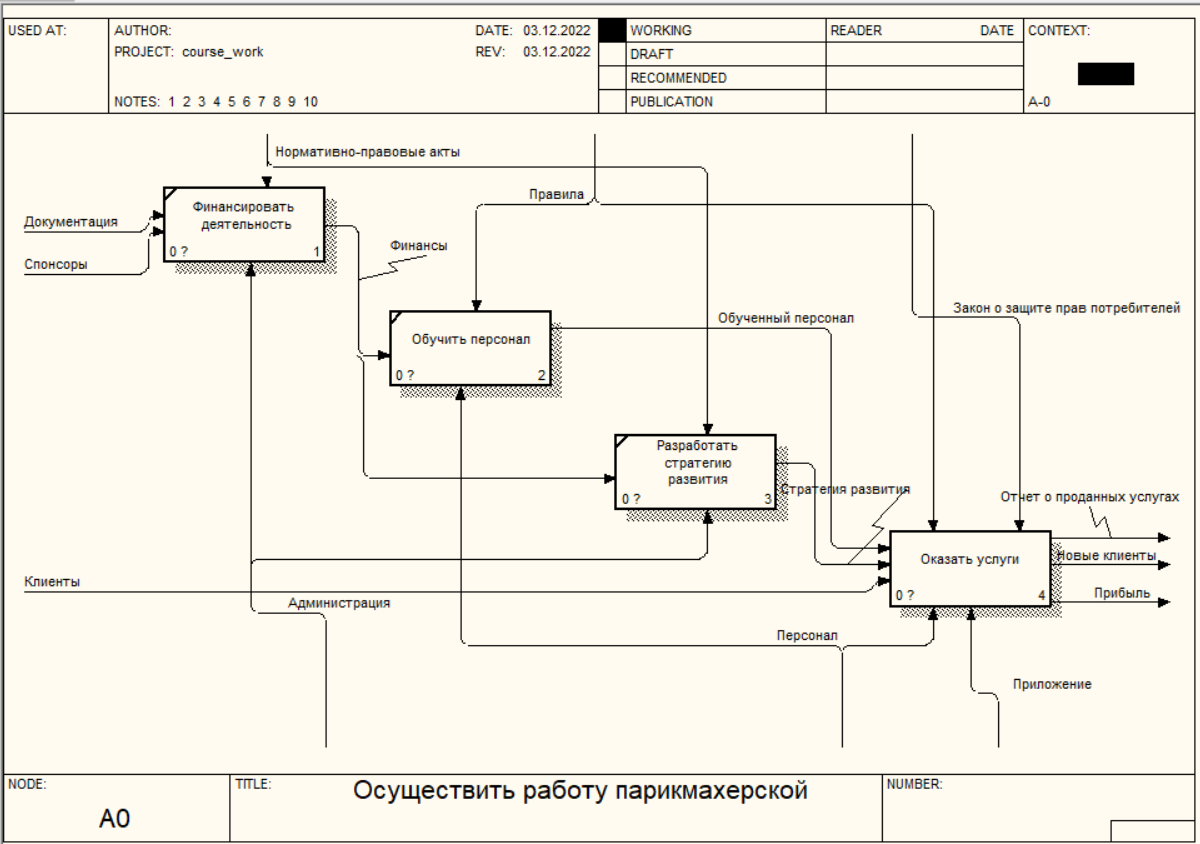 USED AT:
AUTHOR:
DATE: 03.12.2022
WORKING
READER
DATE
CONTEXT:
PROJECT: course_work
REV: 03.12.2022
DRAFT
RECOMMENDED
NOTES: 1 2 3 4 5 6 7 8 9 10
PUBLICATION
A-0
Нормативно-правовые акты
Правила
Финансировать
деятельность
0 ?
1
Документация
Спонсоры
Финансы
Закон о защите прав потребителей
Обученный персонал
Обучить персонал
0 ?
2
Разработать
стратегию
развития
0 ?
3
Стратегия развития
Отчет о проданных услугах
Оказать услуги
0 ?
4
Новые клиенты
Прибыль
Клиенты
Администрация
Персонал
Приложение
NODE:
A0
TITLE:
Осуществить работу парикмахерской
NUMBER: